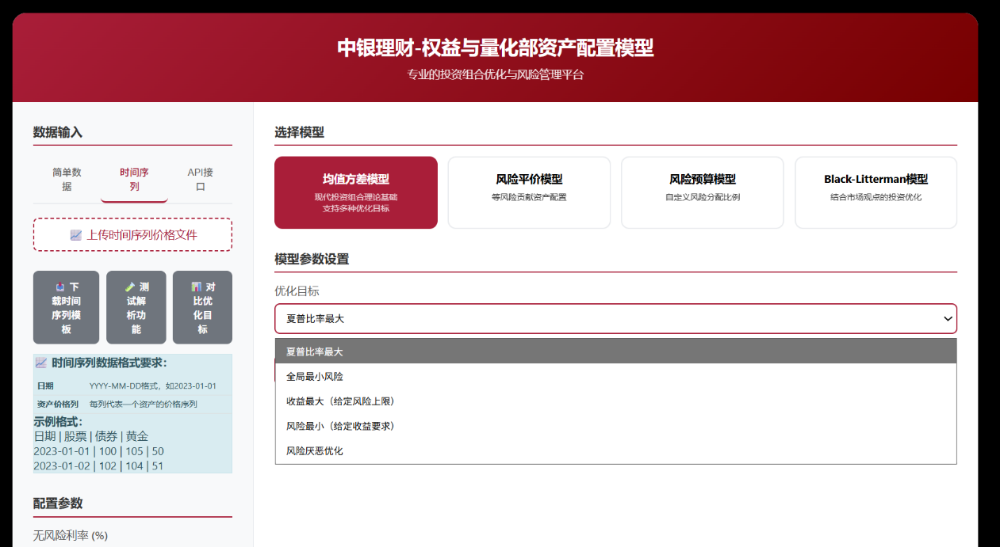 中银理财-权益与量化部资产配置模型
专业的投资组合优化与风险管理平台
数据输入
简单数
据
时间序
列
API接
口
上传时间序列价格文件
下
载时间
序列模
板
测
试解
析功
能
对
比优
化目
标
时间序列数据格式要求：
日期 YYYY-MM-DD格式，如2023-01-01
资产价格列 每列代表一个资产的价格序列
示例格式：
日期 | 股票 | 债券 | 黄金
2023-01-01 | 100 | 105 | 50
2023-01-02 | 102 | 104 | 51
配置参数
无风险利率 (%)
选择模型
均值方差模型
现代投资组合理论基础
支持多种优化目标
风险平价模型
等风险贡献资产配置
风险预算模型
自定义风险分配比例
Black-Litterman模型
结合市场观点的投资优化
模型参数设置
优化目标
夏普比率最大
夏普比率最大
全局最小风险
收益最大（给定风险上限）
风险最小（给定收益要求）
风险厌恶优化